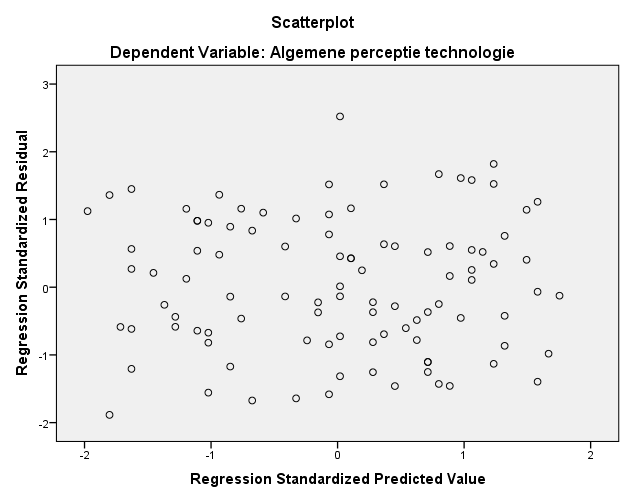 Scatterplot
Dependent Variable: Algemene perceptie technologie
Regression Standardized Residual
3
2
1
0
-1
-2
-2
-1
0
1
2
Regression Standardized Predicted Value